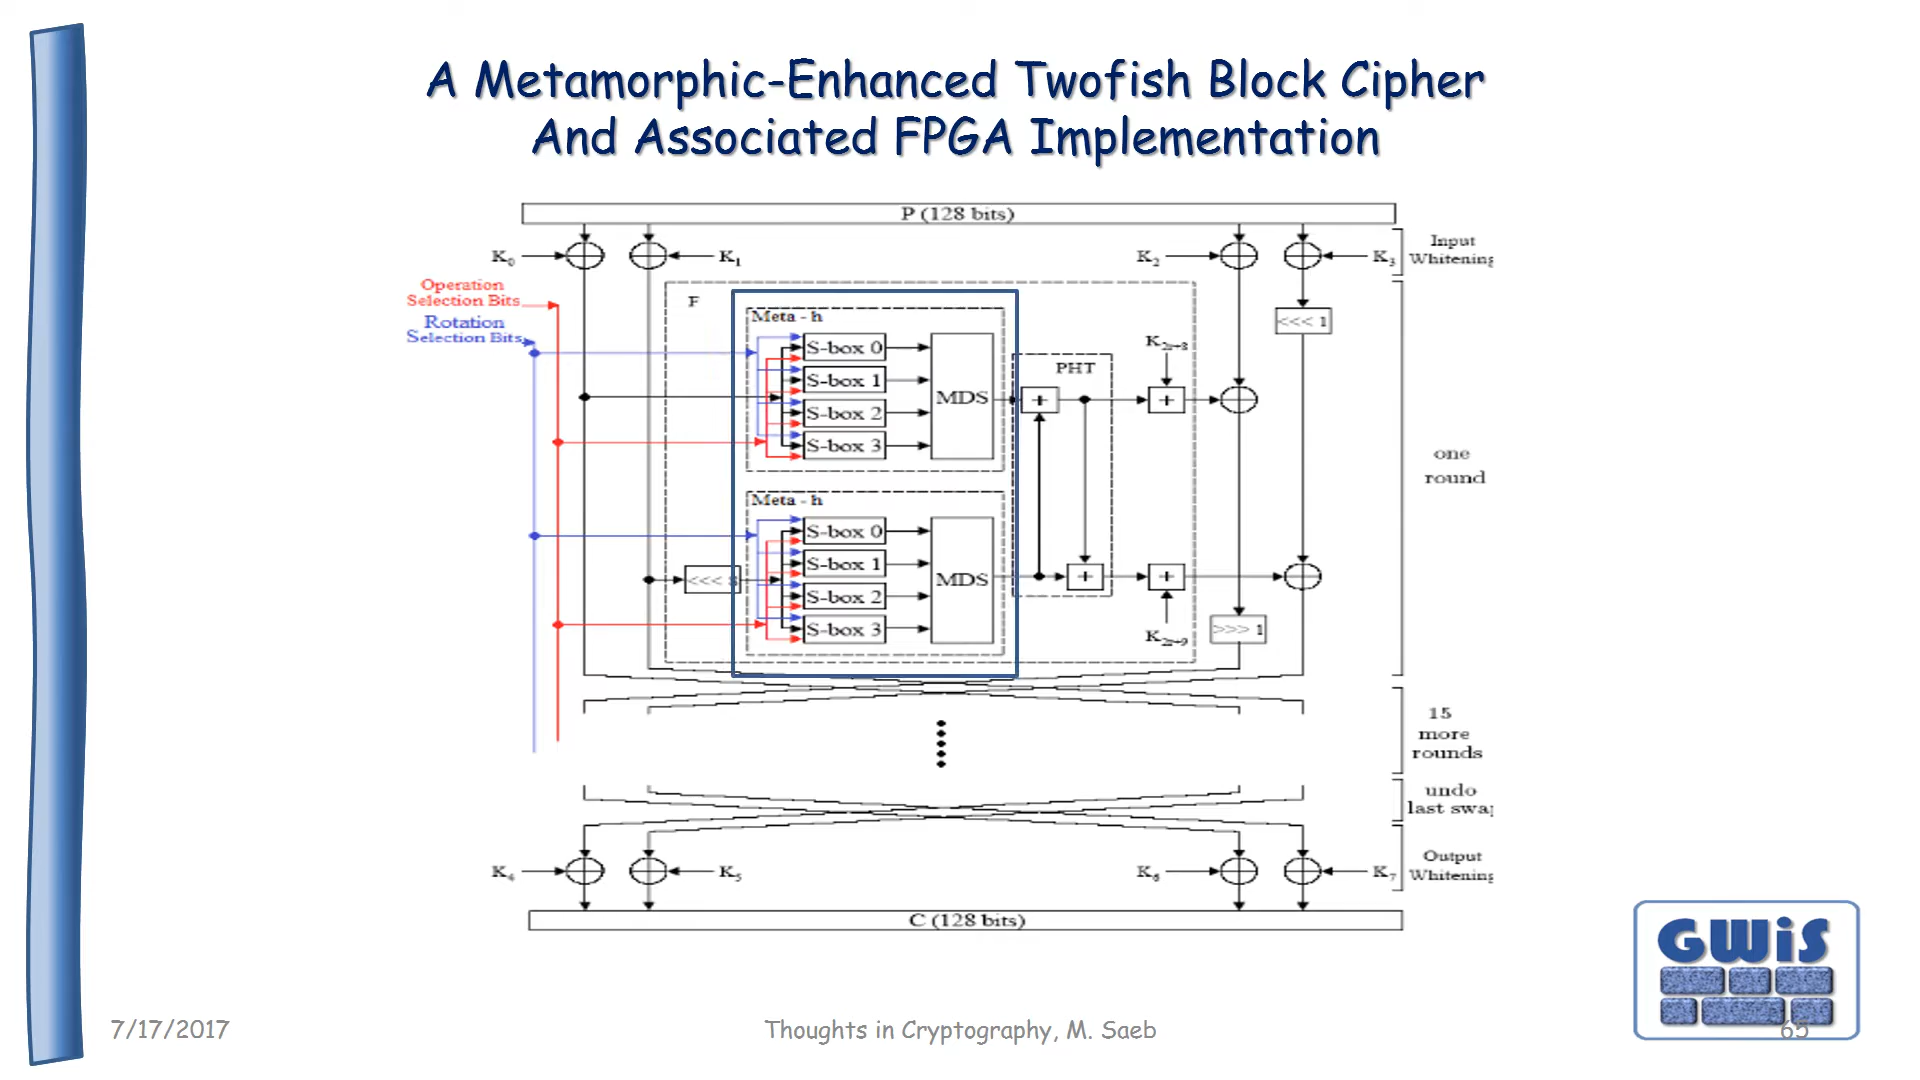 A Metamorphic-Enhanced Twofish Block Cipher
And Associated FPGA Implementation
P (128 bits)
K0
K1
K2
K3
Input
Whitening
Operation
Selection Bits
Rotation
Selection Bits
F
Meta - h
S-box 0
S-box 1
S-box 2
S-box 3
MDS
PHT
+
+
K2r+8
<<< 1
one
round
Meta - h
S-box 0
S-box 1
S-box 2
S-box 3
MDS
<<< 8
+
+
K2r+9
>>> 1
15
more
rounds
undo
last swap
K4
K5
K6
K7
Output
Whitening
C (128 bits)
GWiS
7/17/2017
Thoughts in Cryptography, M. Saeb
65